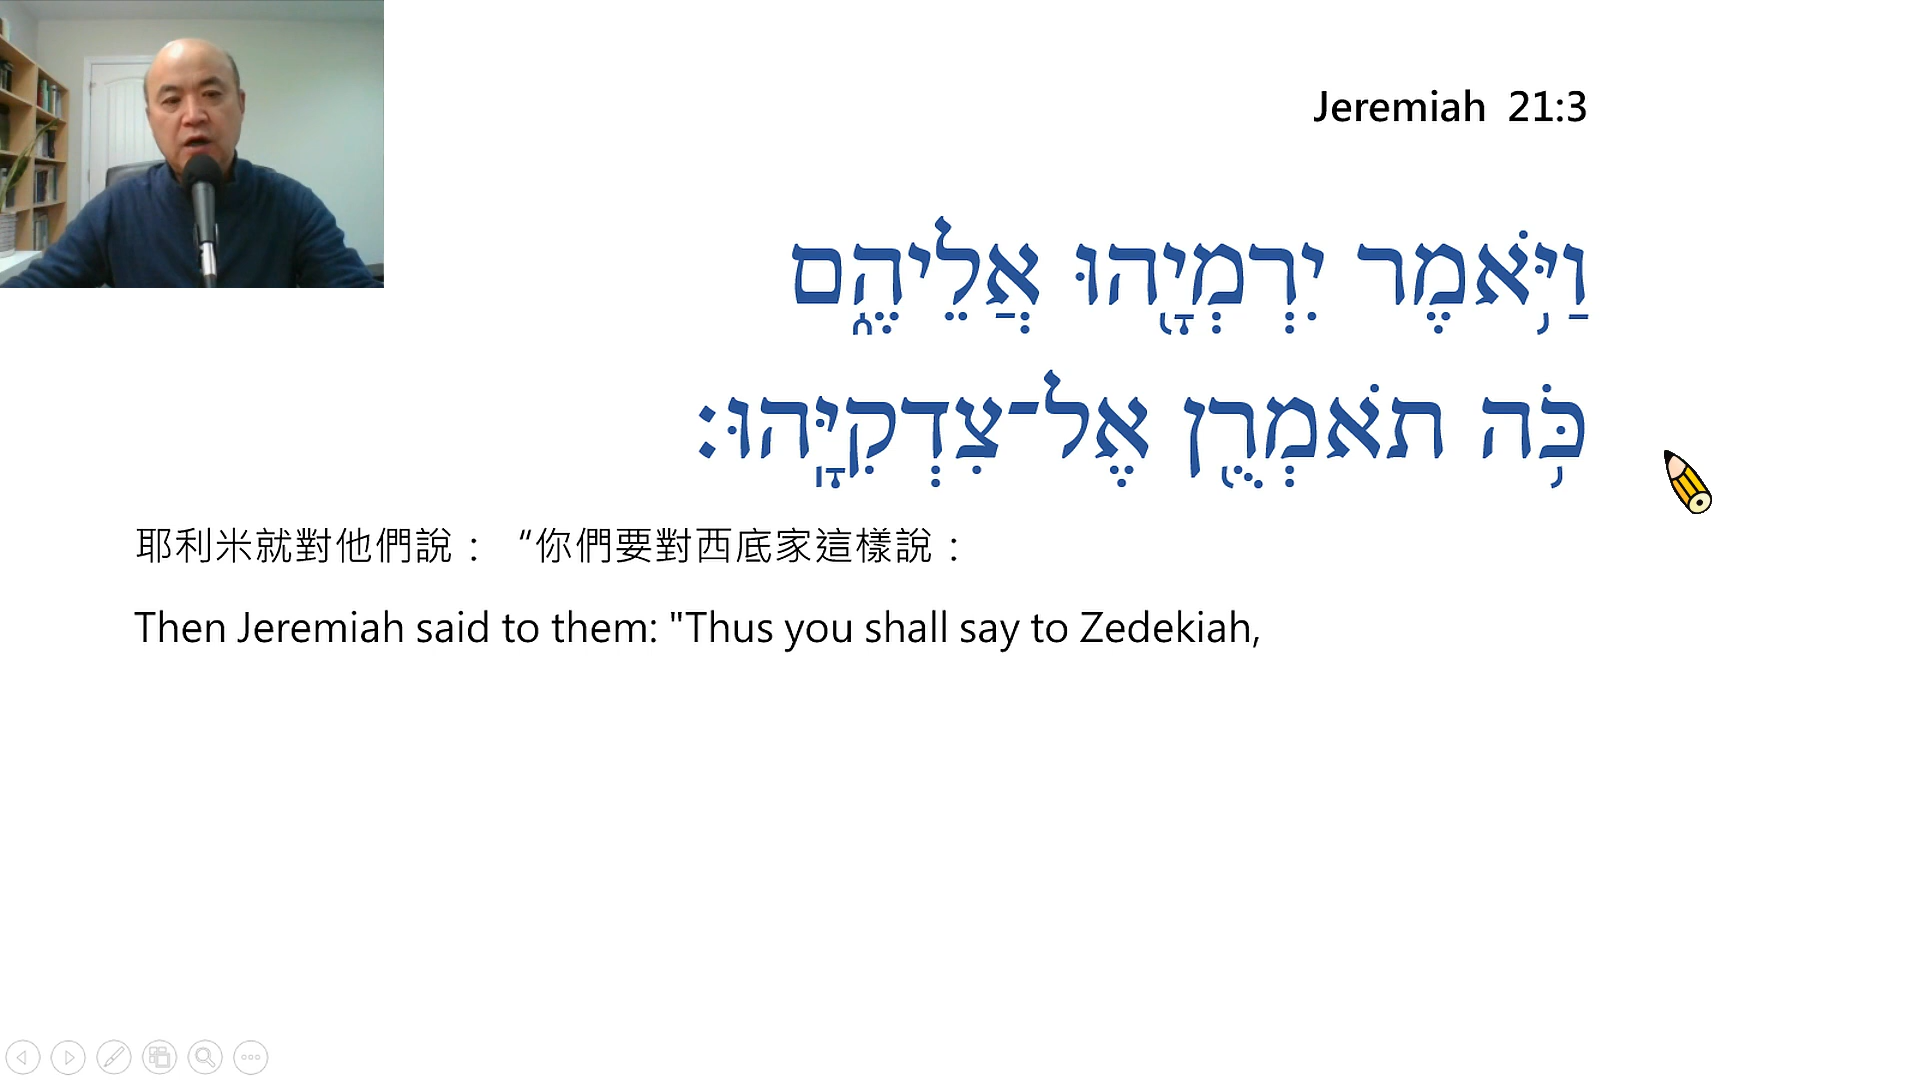 Jeremiah 21:3
וַיֹּ֥אמֶר יִרְמְיָ֖הוּ אֲלֵיהֶ֑ם
כֹּ֥ה תֹאמְרֻ֖ן אֶל־צִדְקִיָּֽהוּ׃
耶利米就對他們說：“你們要對西底家這樣說：
Then Jeremiah said to them: "Thus you shall say to Zedekiah,